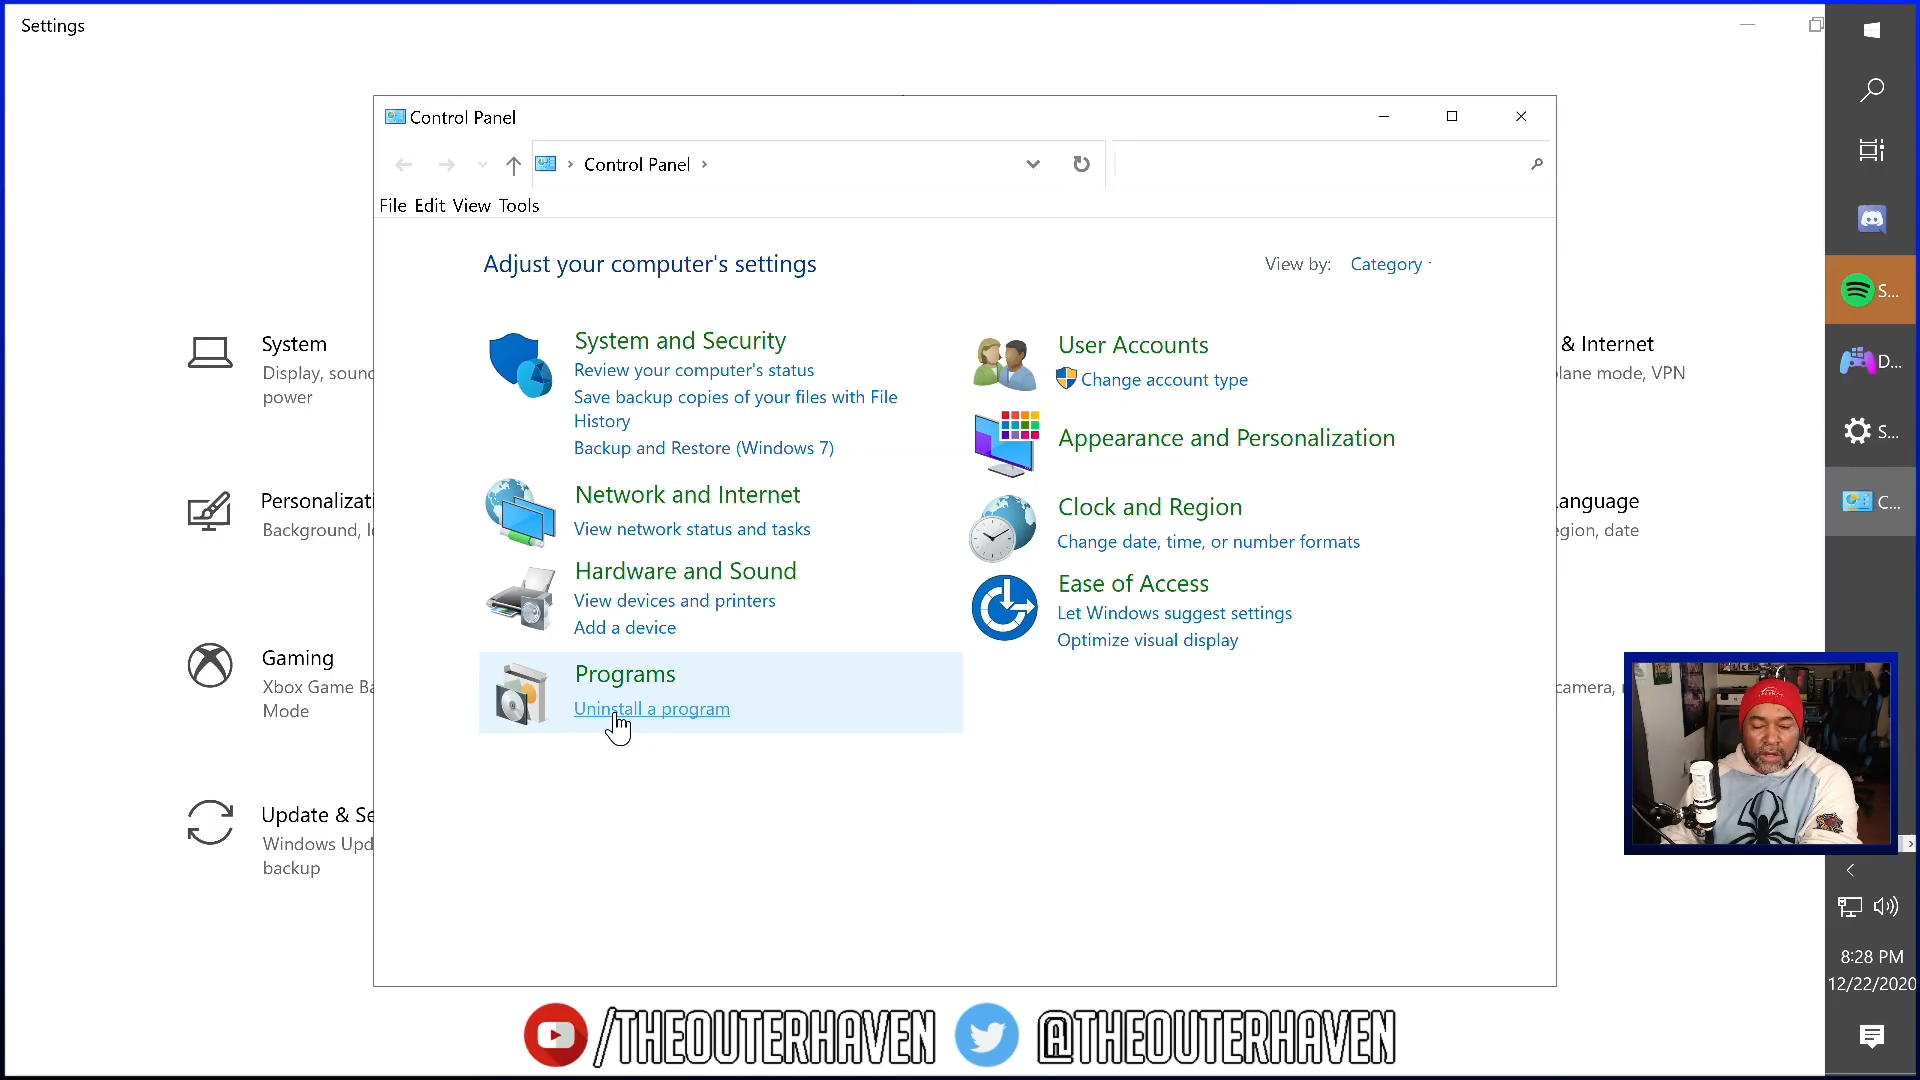 Settings
Control Panel
Control Panel
File Edit View Tools
Adjust your computer's settings
View by: Category
System and Security
Review your computer's status
Save backup copies of your files with File
History
Backup and Restore (Windows 7)
Network and Internet
View network status and tasks
Hardware and Sound
View devices and printers
Add a device
Programs
Uninstall a program
User Accounts
Change account type
Appearance and Personalization
Clock and Region
Change date, time, or number formats
Ease of Access
Let Windows suggest settings
Optimize visual display
System
Display, sound
power
Personalizati
Background, lo
Gaming
Xbox Game Ba
Mode
Update & Se
Windows Upd
backup
& Internet
lane mode, VPN
anguage
egion, date
camera,
S...
D...
S...
C...
8:28 PM
12/22/2020
/THEOUTERHAVEN
@THEOUTERHAVEN